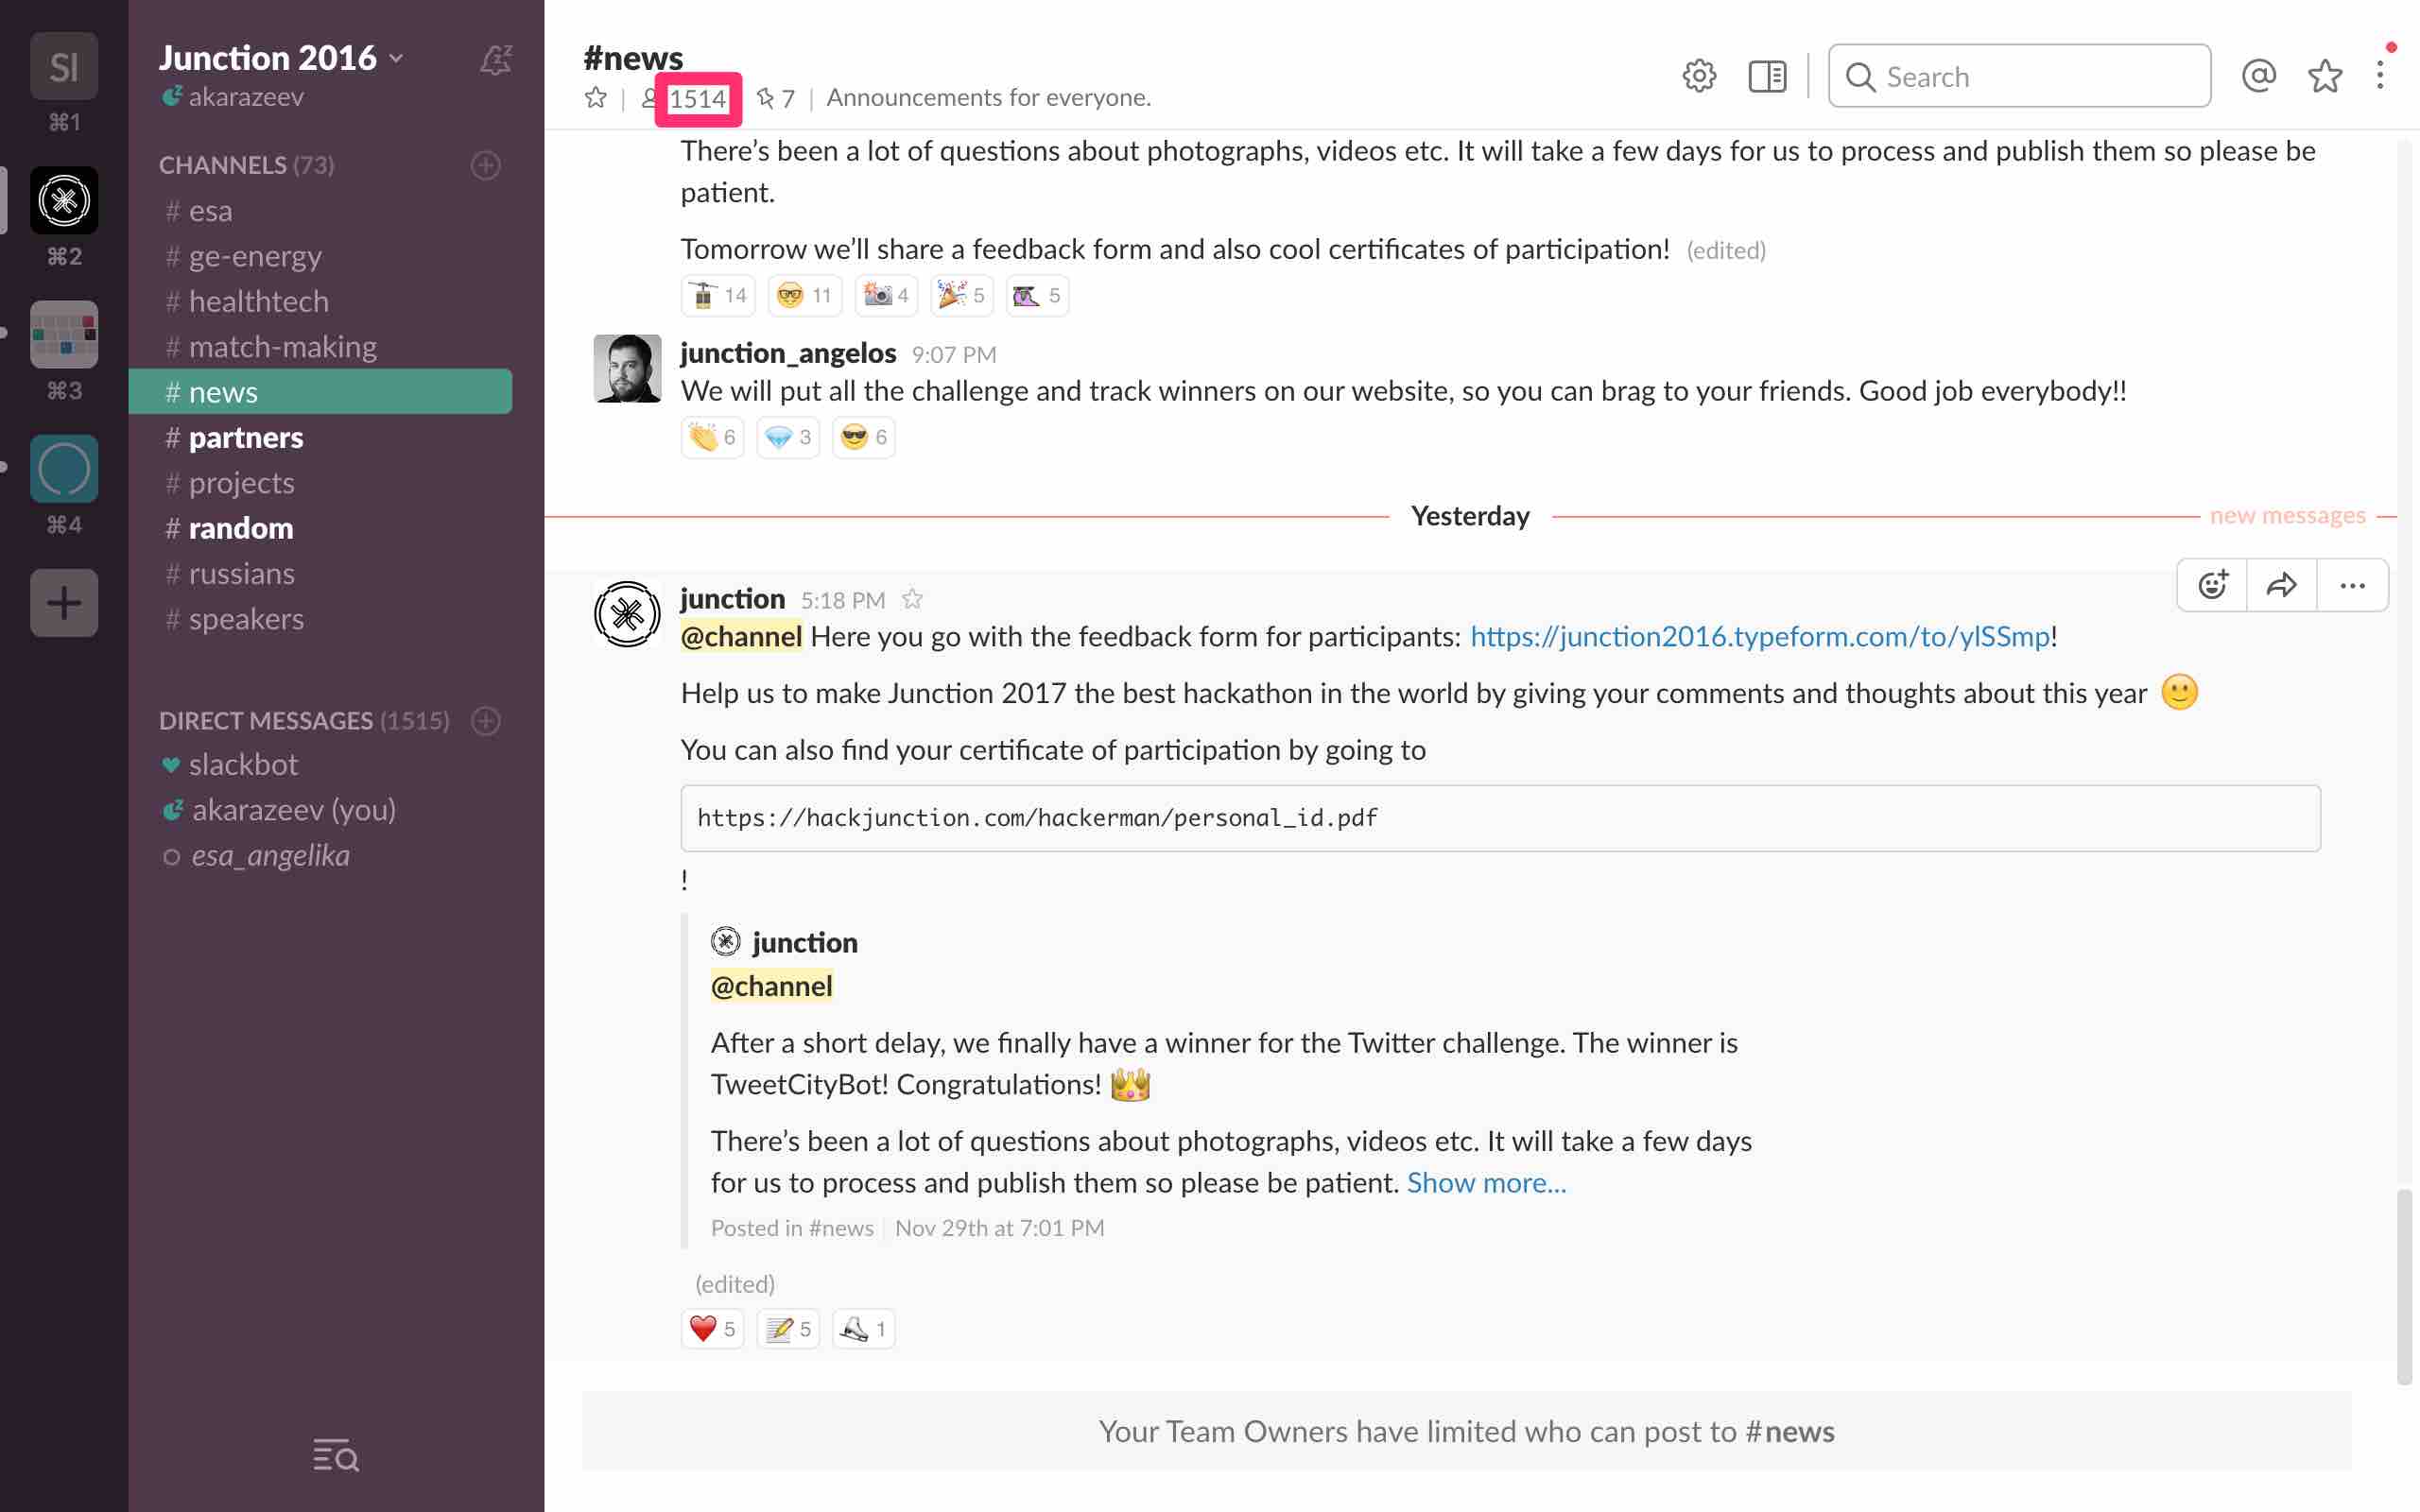 SI
⌘1
⌘2
⌘3
⌘4
Junction 2016
akarazeev
CHANNELS (73)
# esa
# ge-energy
# healthtech
# match-making
# news
# partners
# projects
# random
# russians
# speakers
DIRECT MESSAGES (1515)
slackbot
akarazeev (you)
esa_angelika
#news
1514 | 7 | Announcements for everyone.
Search
There's been a lot of questions about photographs, videos etc. It will take a few days for us to process and publish them so please be
patient.
Tomorrow we'll share a feedback form and also cool certificates of participation! (edited)
14 11 4 5 5
junction_angelos 9:07 PM
We will put all the challenge and track winners on our website, so you can brag to your friends. Good job everybody!!
6 3 6
Yesterday
new messages
junction 5:18 PM
@channel Here you go with the feedback form for participants: https://junction2016.typeform.com/to/ylSSmp!
Help us to make Junction 2017 the best hackathon in the world by giving your comments and thoughts about this year
You can also find your certificate of participation by going to
https://hackjunction.com/hackerman/personal_id.pdf
!
junction
@channel
After a short delay, we finally have a winner for the Twitter challenge. The winner is
TweetCityBot! Congratulations!
There's been a lot of questions about photographs, videos etc. It will take a few days
for us to process and publish them so please be patient. Show more...
Posted in #news | Nov 29th at 7:01 PM
(edited)
5 5 1
Your Team Owners have limited who can post to #news